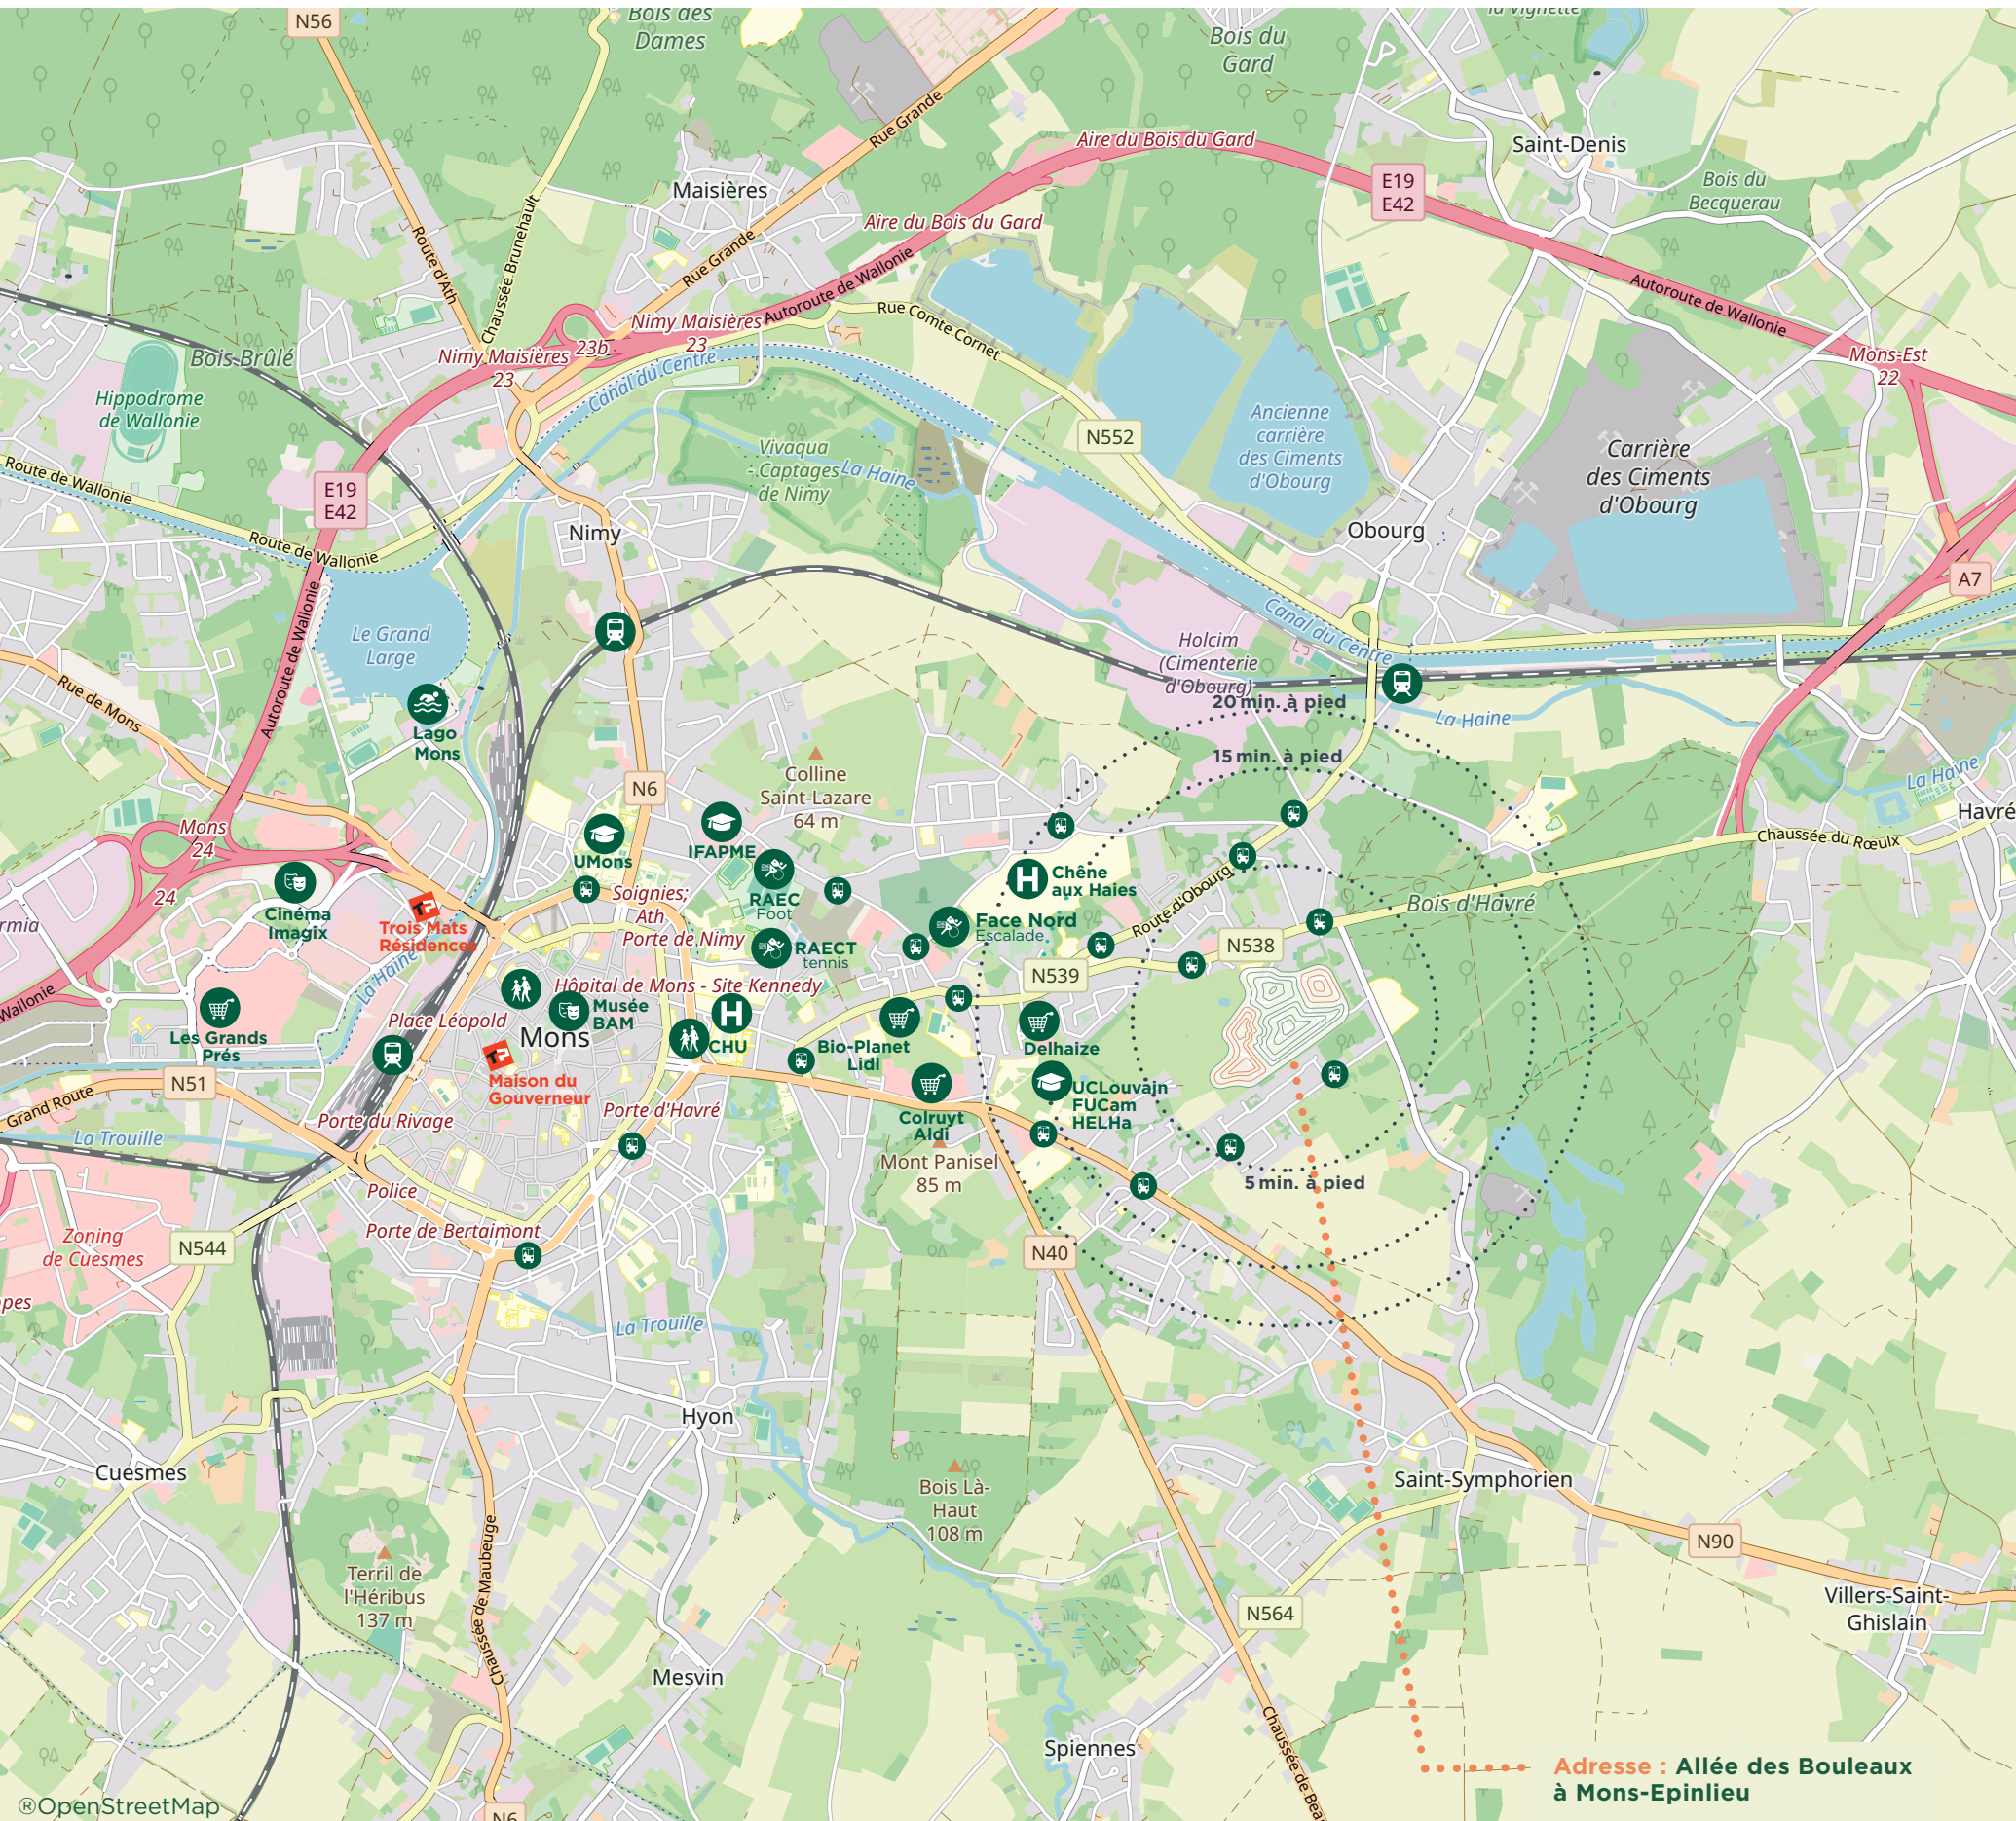 N56
Bois des
Dames
Bois du
Gard
la Vignette
Rue Grande
Aire du Bois du Gard
Saint-Denis
E19
E42
Bois du
Becquerau
Maisières
Aire du Bois du Gard
Route d'Ath
Chaussée Brunehault
Rue Grande
Autoroute de Wallonie
Autoroute de Wallonie
Rue Comte Cornet
Nimy Maisières
23
23b
Nimy Maisières
23
Canal du Centre
Bois Brûlé
Mons-Est
22
Hippodrome
de Wallonie
Ancienne
carrière
des Ciments
d'Obourg
N552
Carrière
des Ciments
d'Obourg
Vivaqua
- Captages
de Nimy
La Haine
Route de Wallonie
E19
E42
Route de Wallonie
Nimy
Obourg
A7
Autoroute de Wallonie
Le Grand
Large
Canal du Centre
Holcim
(Cimenterie
d'Obourg)
20 min. à pied
La Haine
Rue de Mons
Lago
Mons
15 min. à pied
Colline
Saint-Lazare
64 m
N6
La Haine
Havré
Mons
24
Chaussée du Rœulx
UMons
IFAPME
24
Chêne
aux Haies
Cinéma
Imagix
Soignies;
Ath
RAEC
Foot
Route d'Obourg
Bois d'Havré
Trois Mats
Résidences
Face Nord
Escalade
rmia
Porte de Nimy
RAECT
tennis
N538
La Haine
N539
Wallonie
Hôpital de Mons - Site Kennedy
Musée
BAM
Place Léopold
Les Grands
Prés
Mons
CHU
Bio-Planet
Lidl
Delhaize
N51
Maison du
Gouverneur
UCLouvain
FUCam
HELHa
Grand Route
Porte d'Havré
Porte du Rivage
Colruyt
Aldi
La Trouille
Mont Panisel
85 m
5 min. à pied
Police
Porte de Bertaimont
Zoning
de Cuesmes
N544
N40
pes
La Trouille
Hyon
Cuesmes
Saint-Symphorien
Bois Là-
Haut
108 m
N90
Chaussée de Maubeuge
Terril de
l'Héribus
137 m
Villers-Saint-
Ghislain
N564
Mesvin
Spiennes
Chaussée de Bea
Adresse : Allée des Bouleaux
à Mons-Epinlieu
®OpenStreetMap
N6